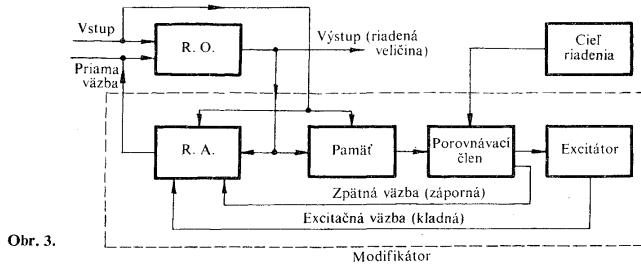 Vstup
R. O.
Výstup (riadená
veličina)
Cieľ
riadenia
Priama
väzba
R. A.
Pamäť
Porovnávací
člen
Excitátor
Zpätná väzba (záporná)
Excitačná väzba (kladná)
Obr. 3.
Modifikátor